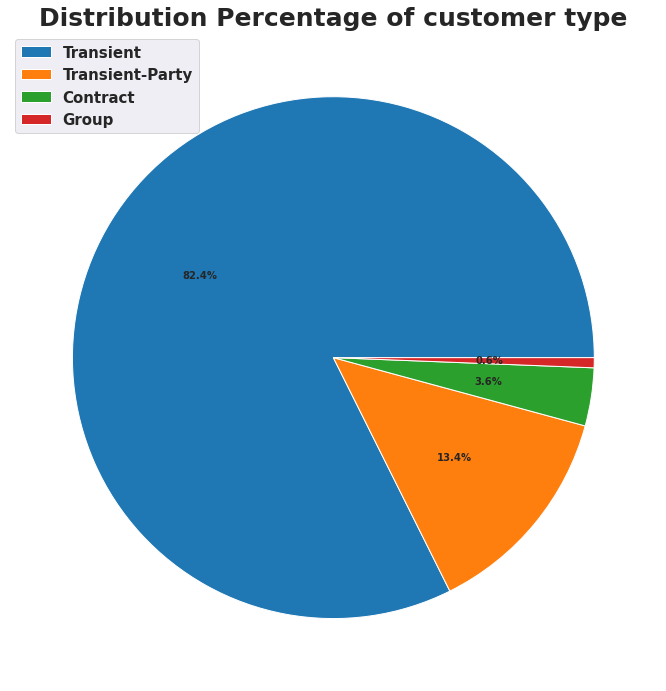 Distribution Percentage of customer type
Transient
Transient-Party
Contract
Group
82.4%
0.6%
3.6%
13.4%